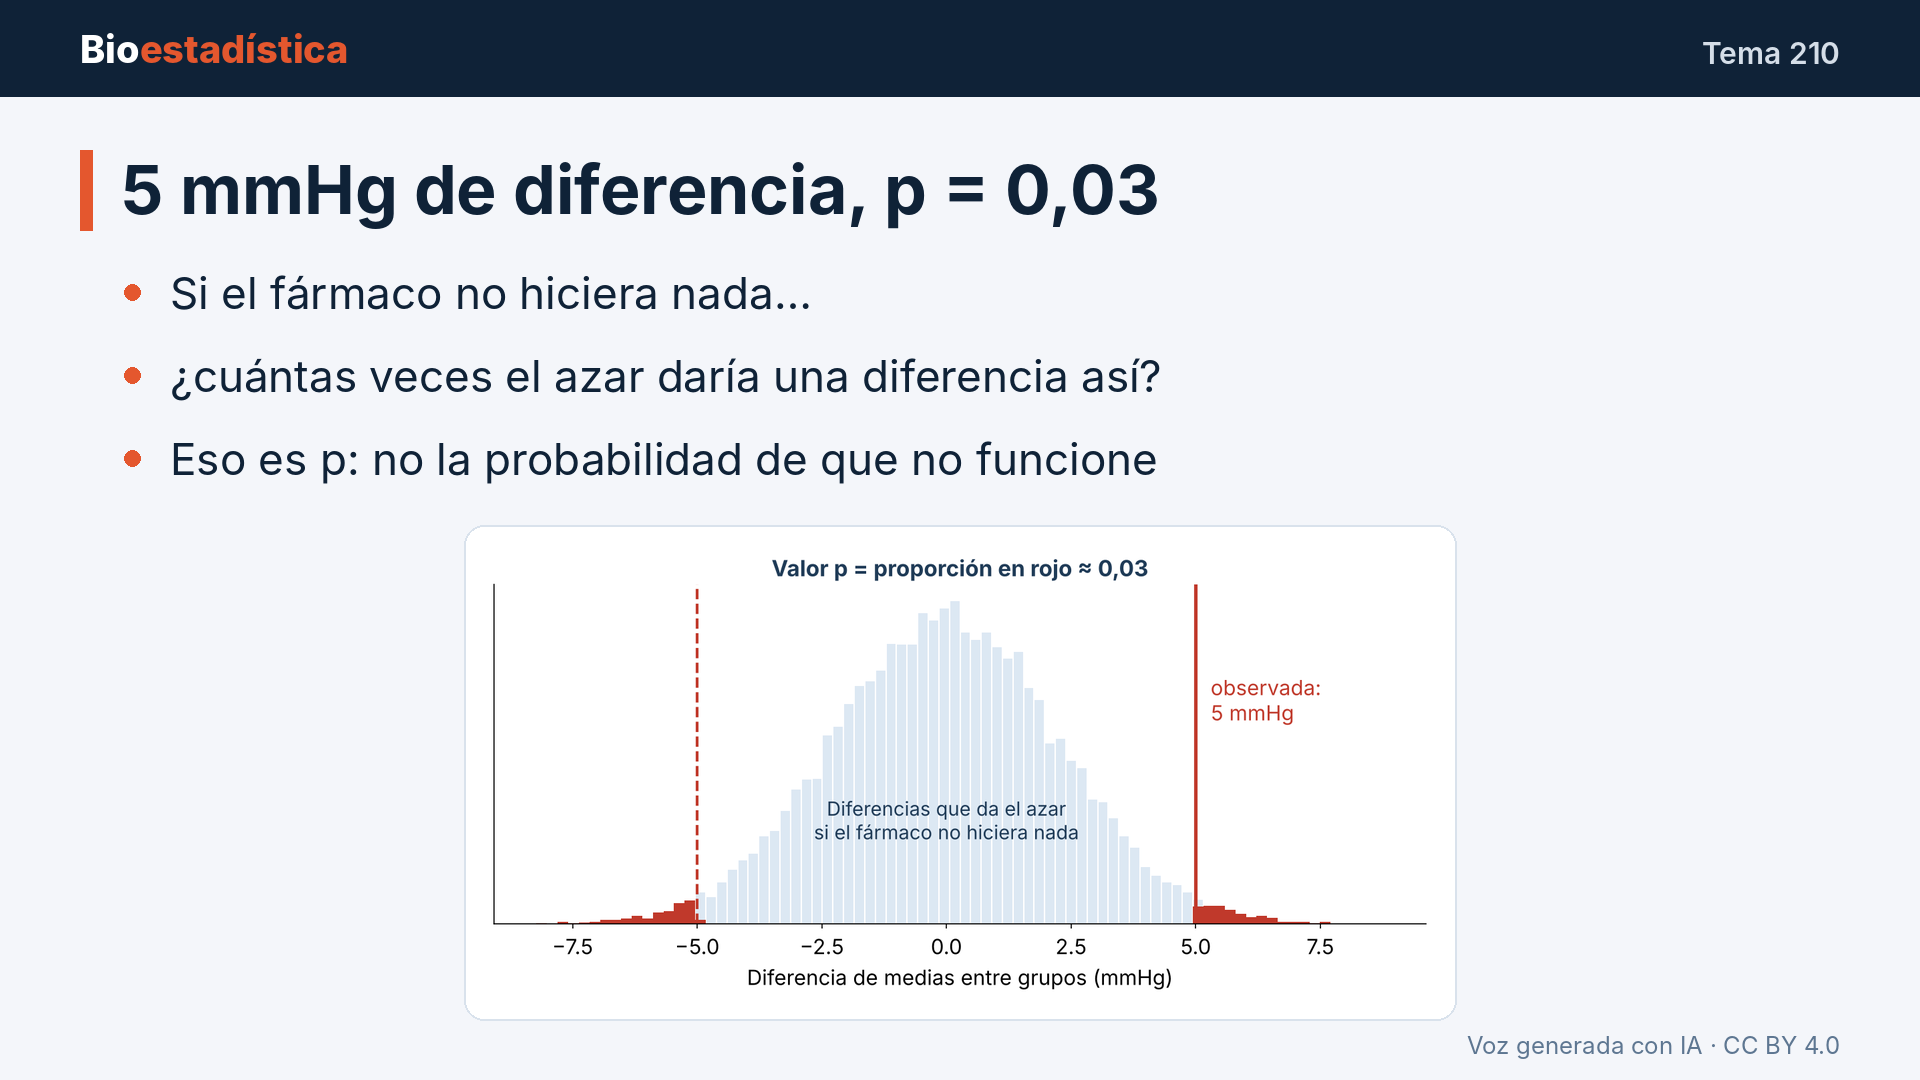 Bioestadística
Tema 210
5 mmHg de diferencia, p = 0,03
Si el fármaco no hiciera nada...
¿cuántas veces el azar daría una diferencia así?
Eso es p: no la probabilidad de que no funcione
Valor p = proporción en rojo ≈ 0,03
observada:
5 mmHg
Diferencias que da el azar
si el fármaco no hiciera nada
−7.5 −5.0 −2.5 0.0 2.5 5.0 7.5
Diferencia de medias entre grupos (mmHg)
Voz generada con IA · CC BY 4.0